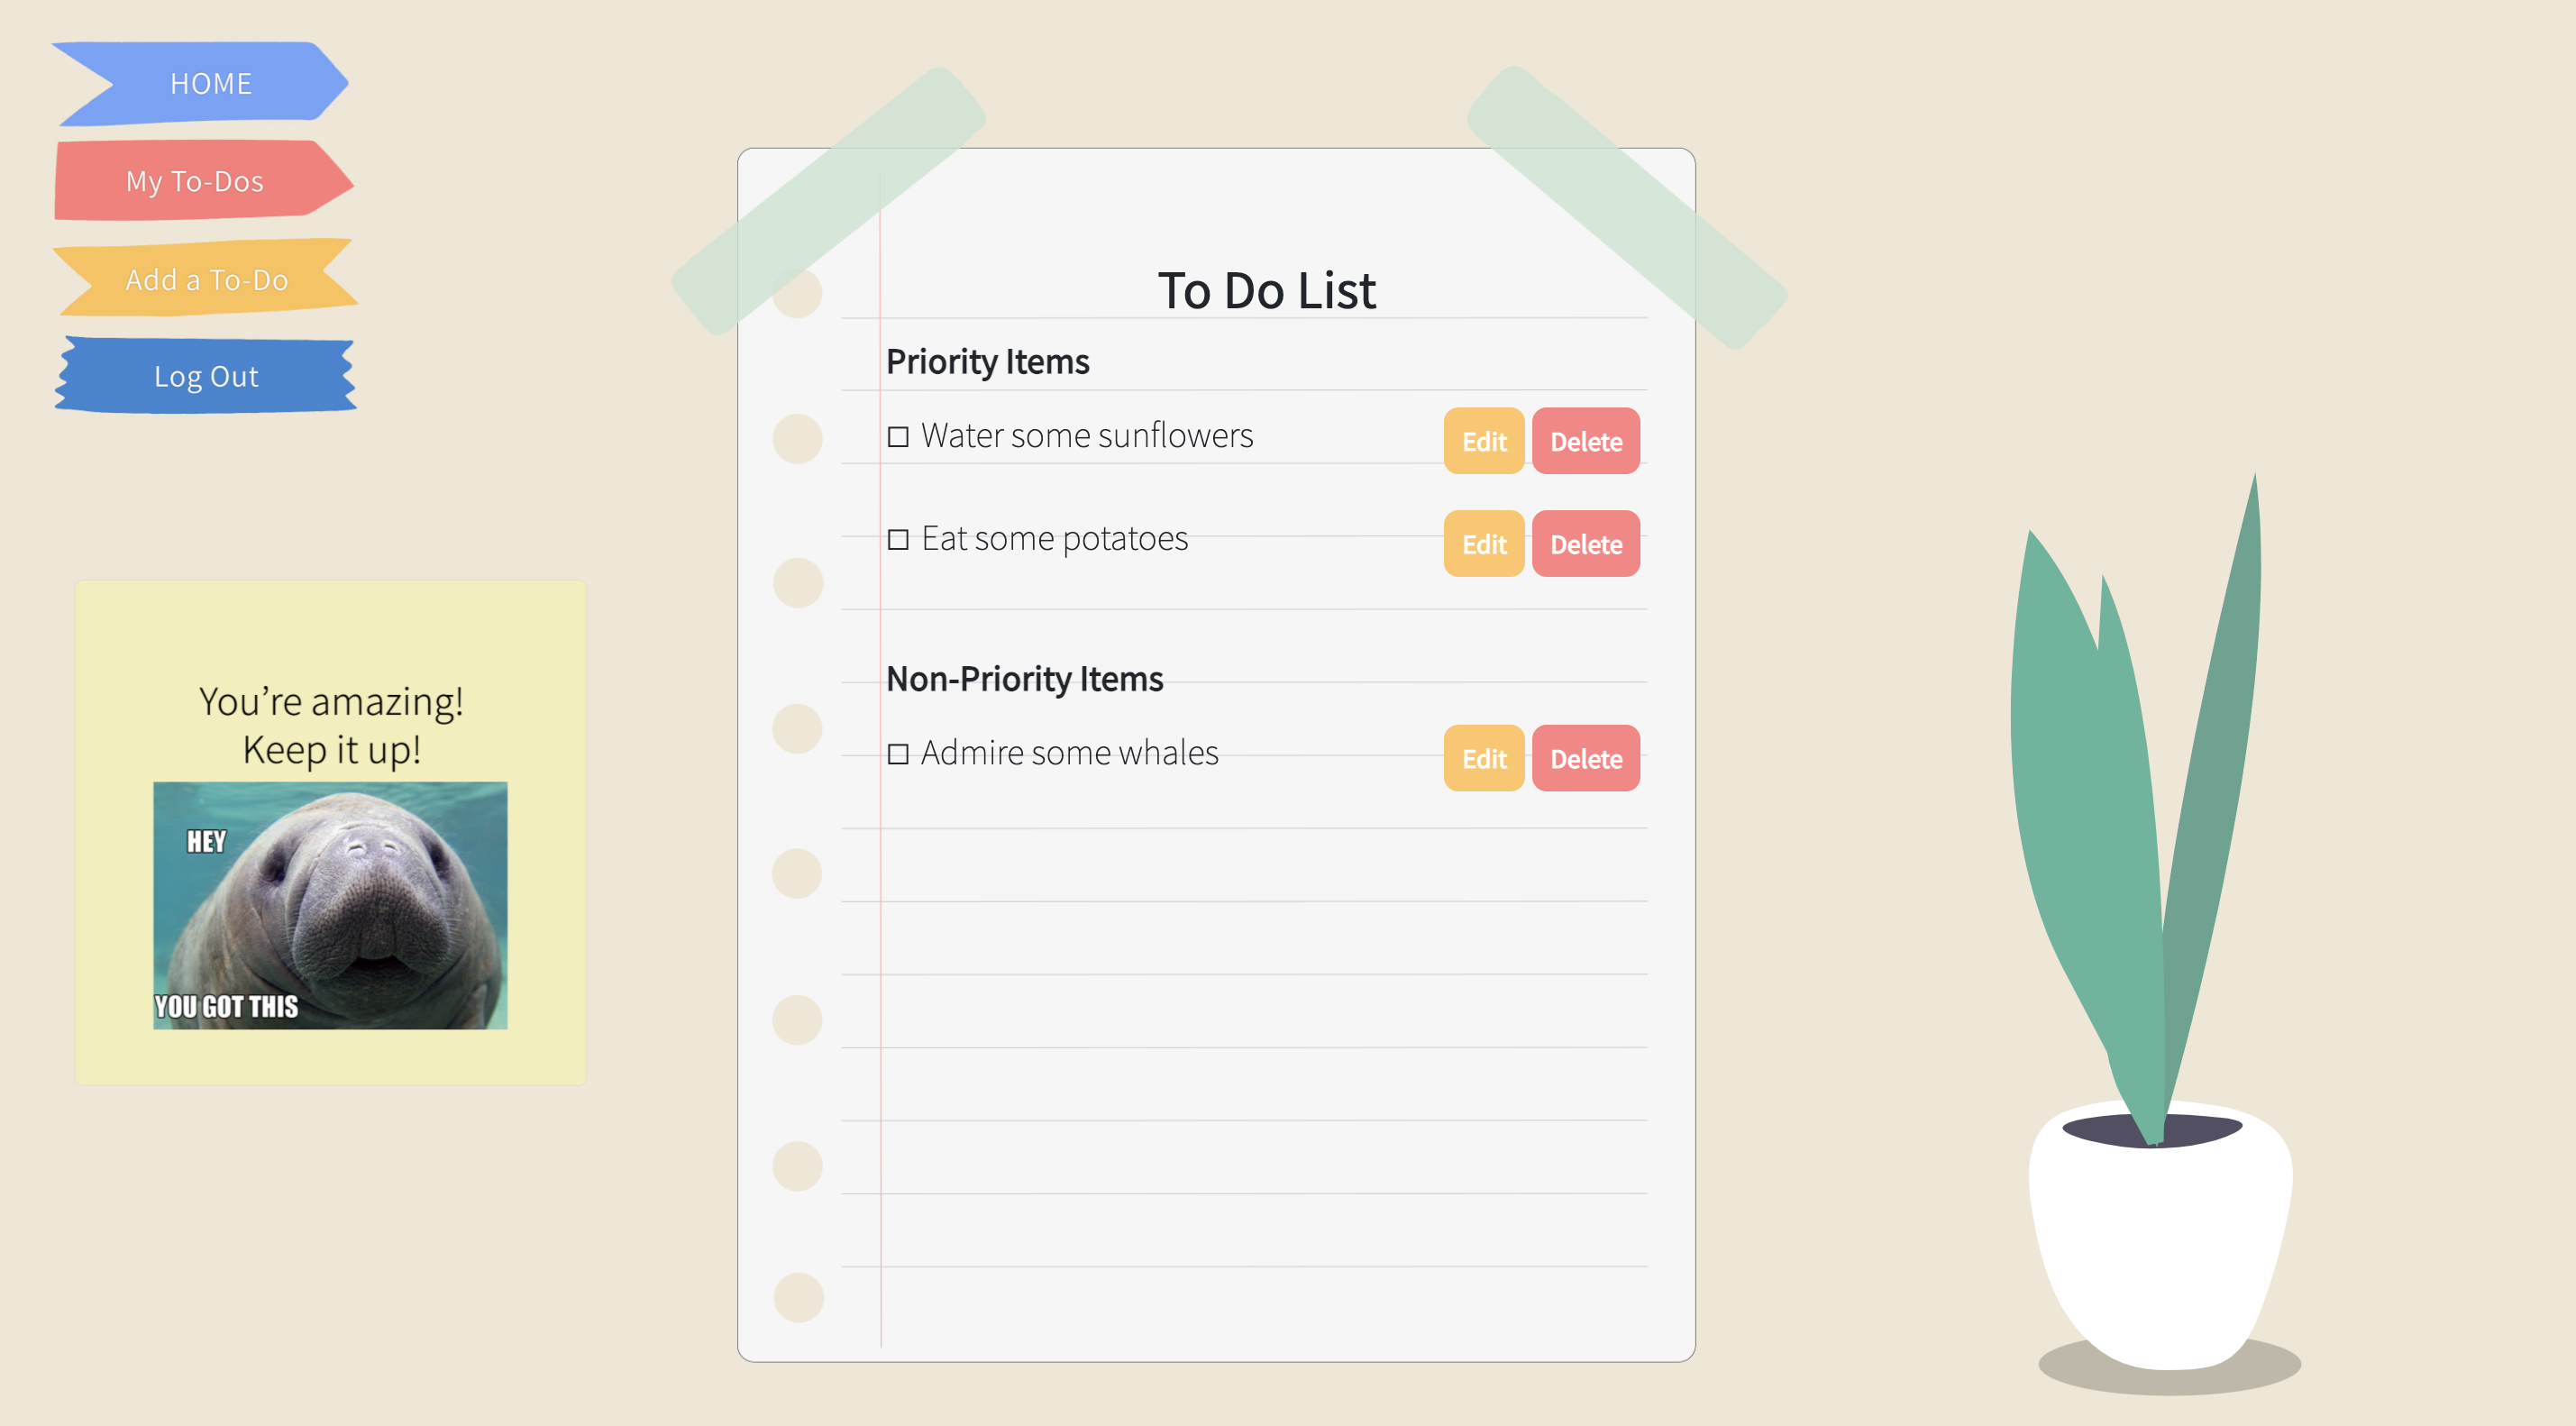 HOME
My To-Dos
Add a To-Do
Log Out
You’re amazing!
Keep it up!
HEY
YOU GOT THIS
To Do List
Priority Items
Water some sunflowers Edit Delete
Eat some potatoes Edit Delete
Non-Priority Items
Admire some whales Edit Delete